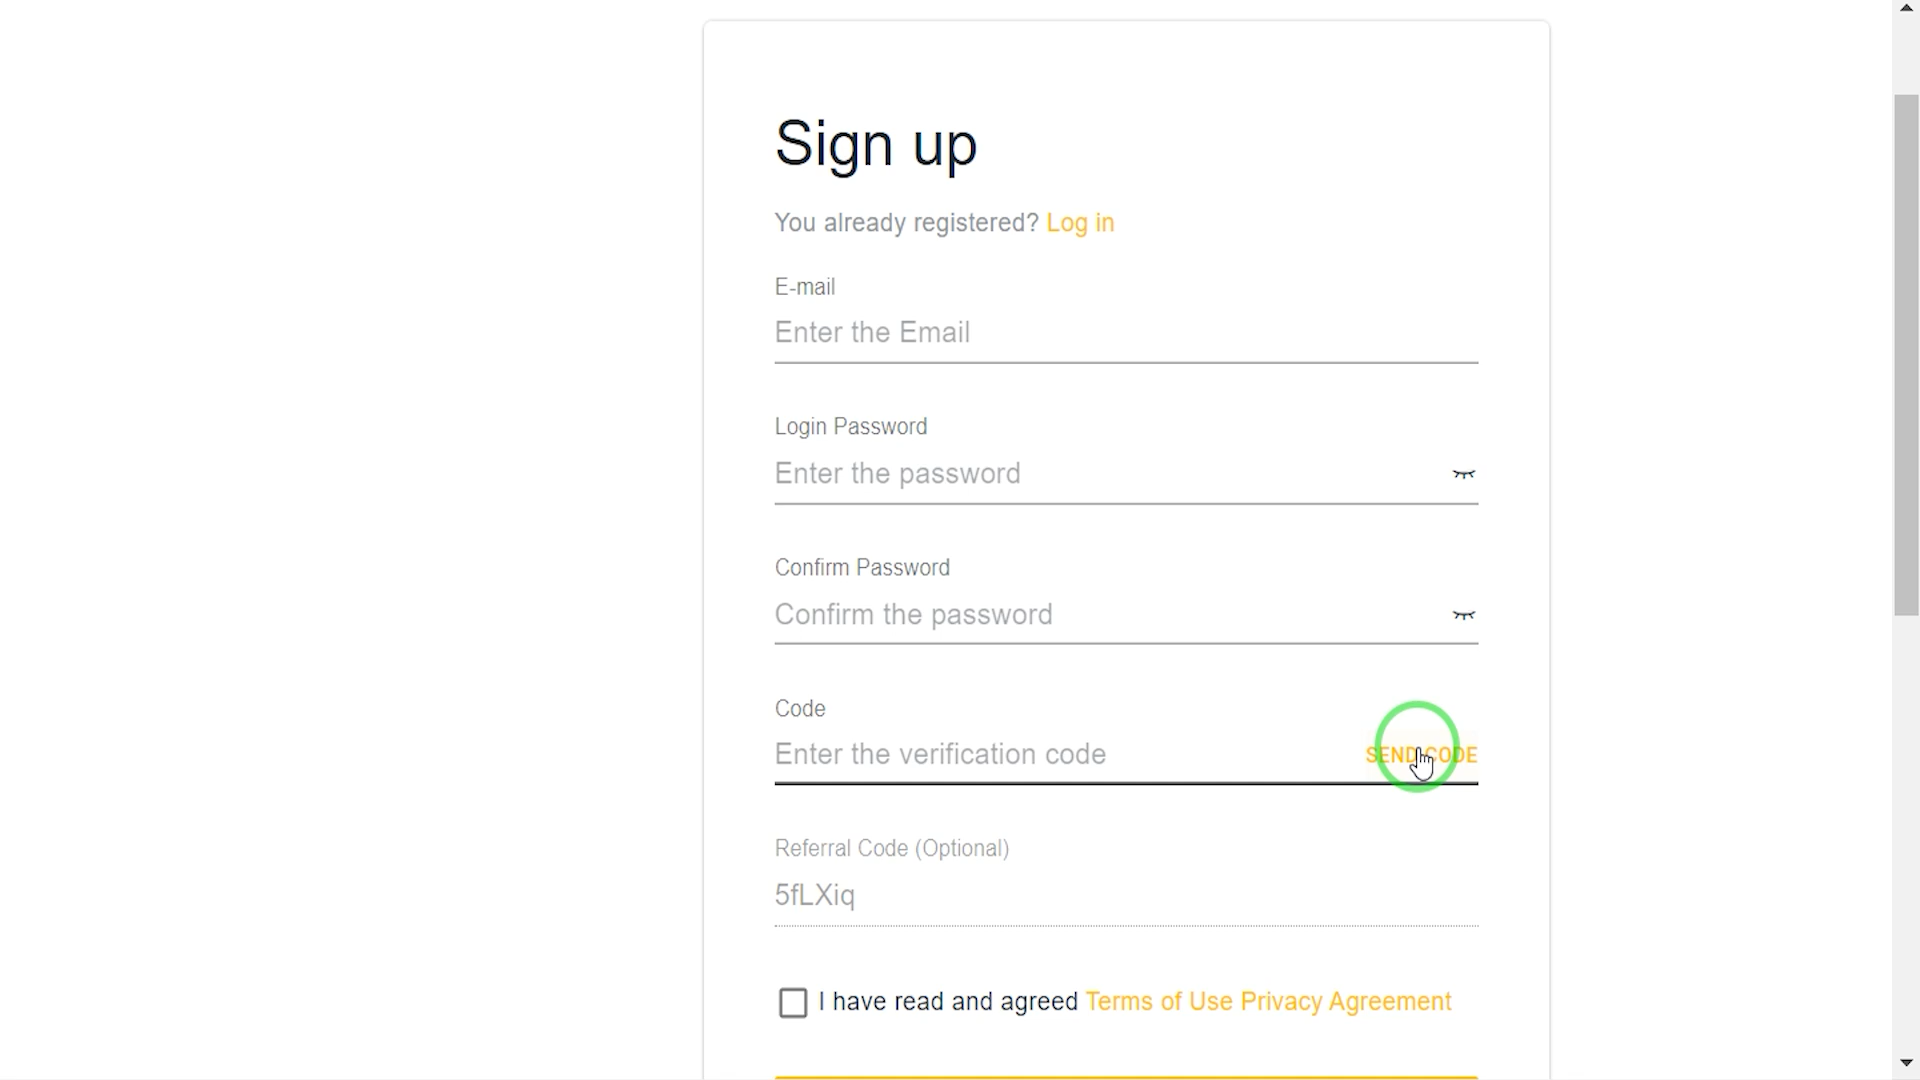 Sign up
You already registered? Log in
E-mail
Enter the Email
Login Password
Enter the password
Confirm Password
Confirm the password
Code
Enter the verification code
SEND CODE
Referral Code (Optional)
5fLXiq
I have read and agreed Terms of Use Privacy Agreement